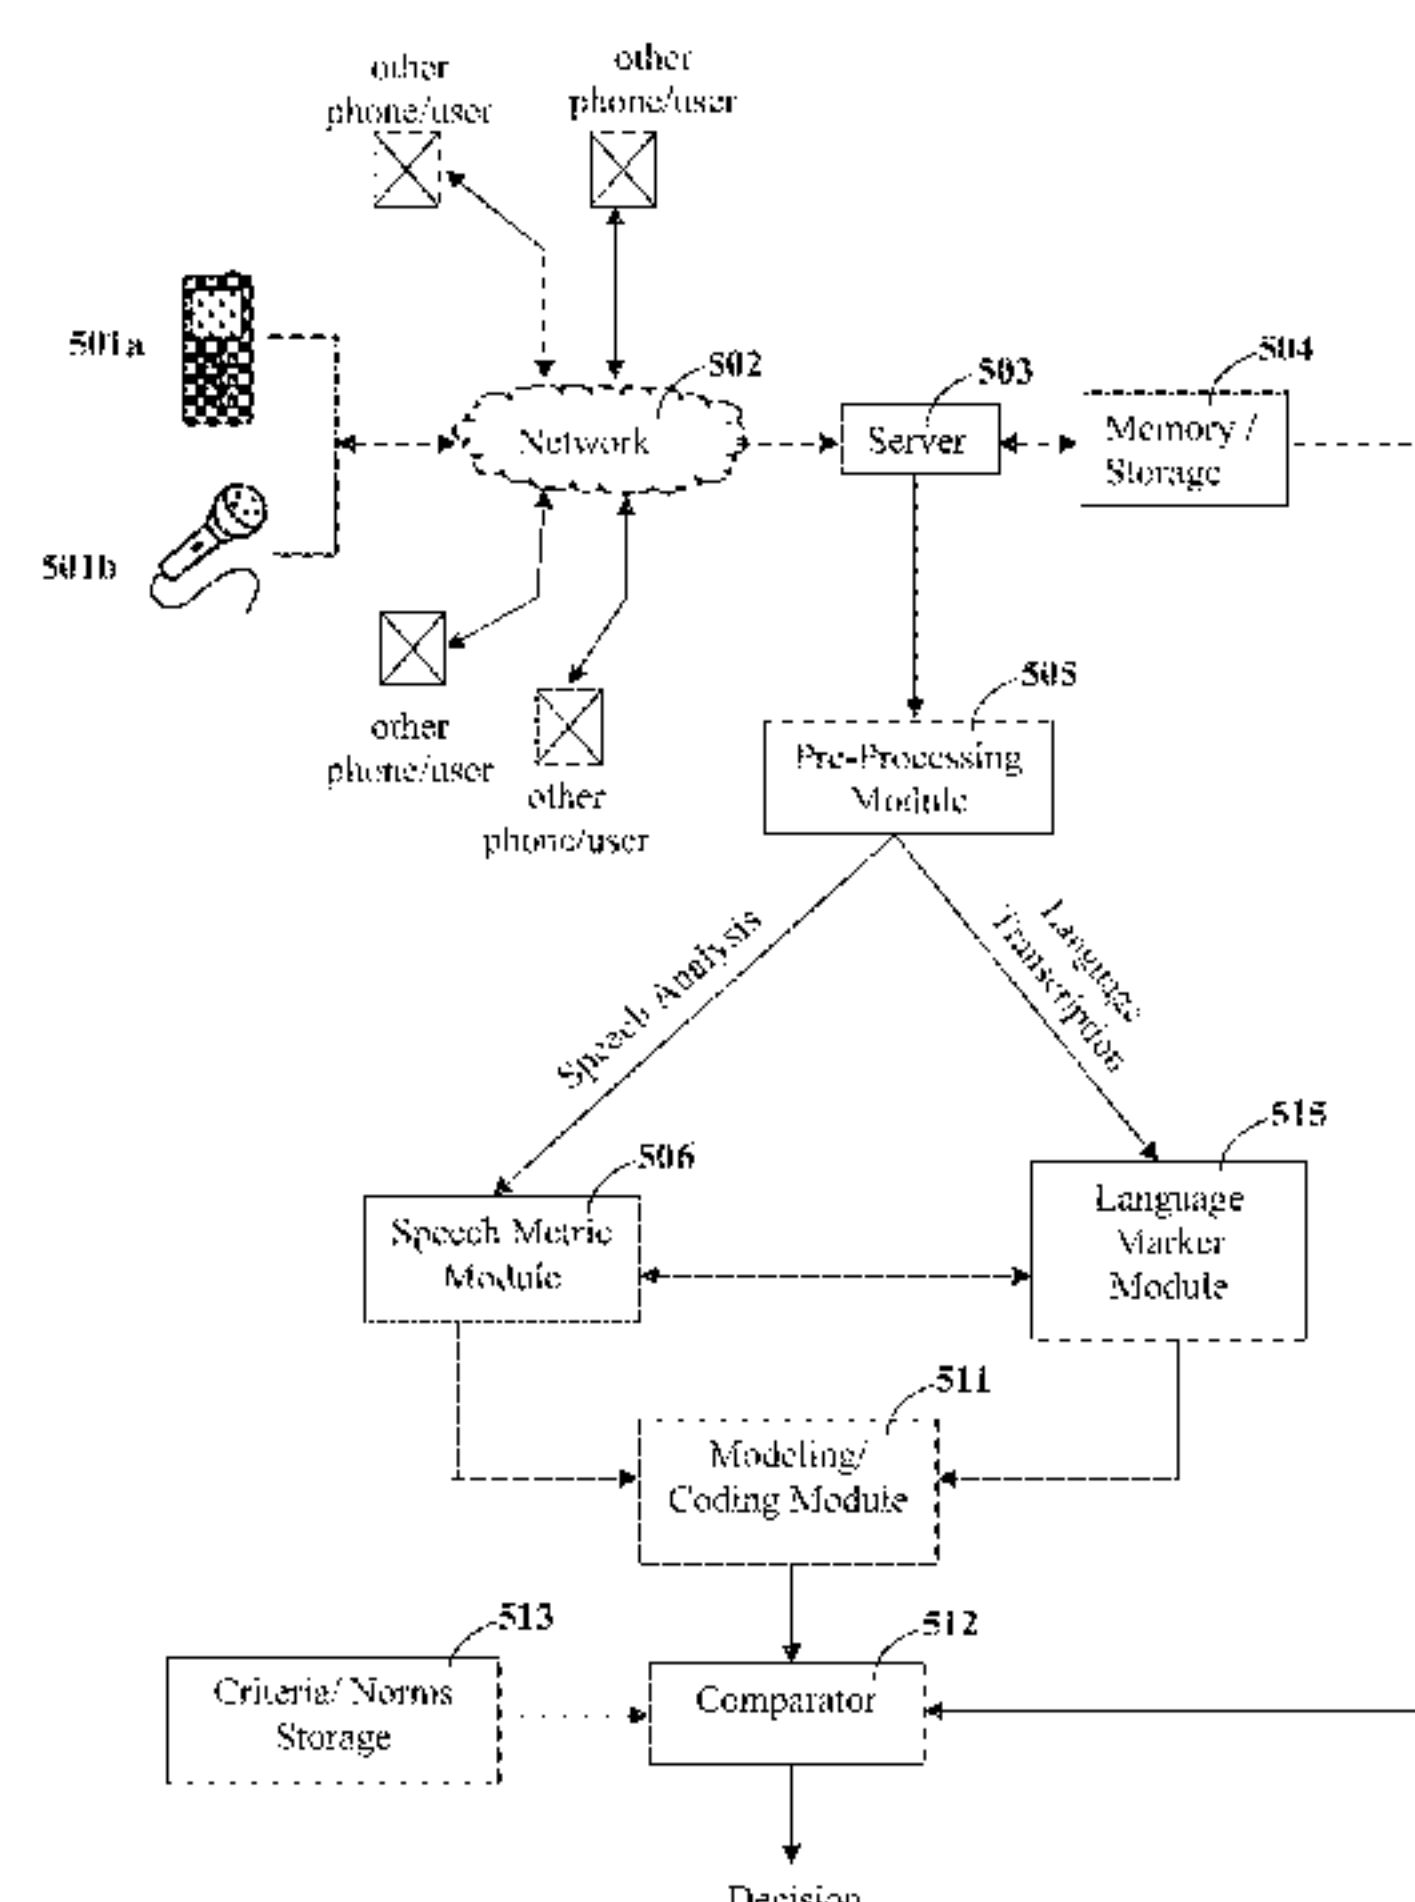 other
phone/user
other
phone/user
501a
502
503
504
Network
Server
Memory /
Storage
501b
505
other
phone/user
Pre-Processing
Module
other
phone/user
Speech Analysis
Language
Transcription
506
515
Speech Metric
Module
Language
Marker
Module
511
Modeling/
Coding Module
513
512
Criteria/ Norms
Storage
Comparator
Decision